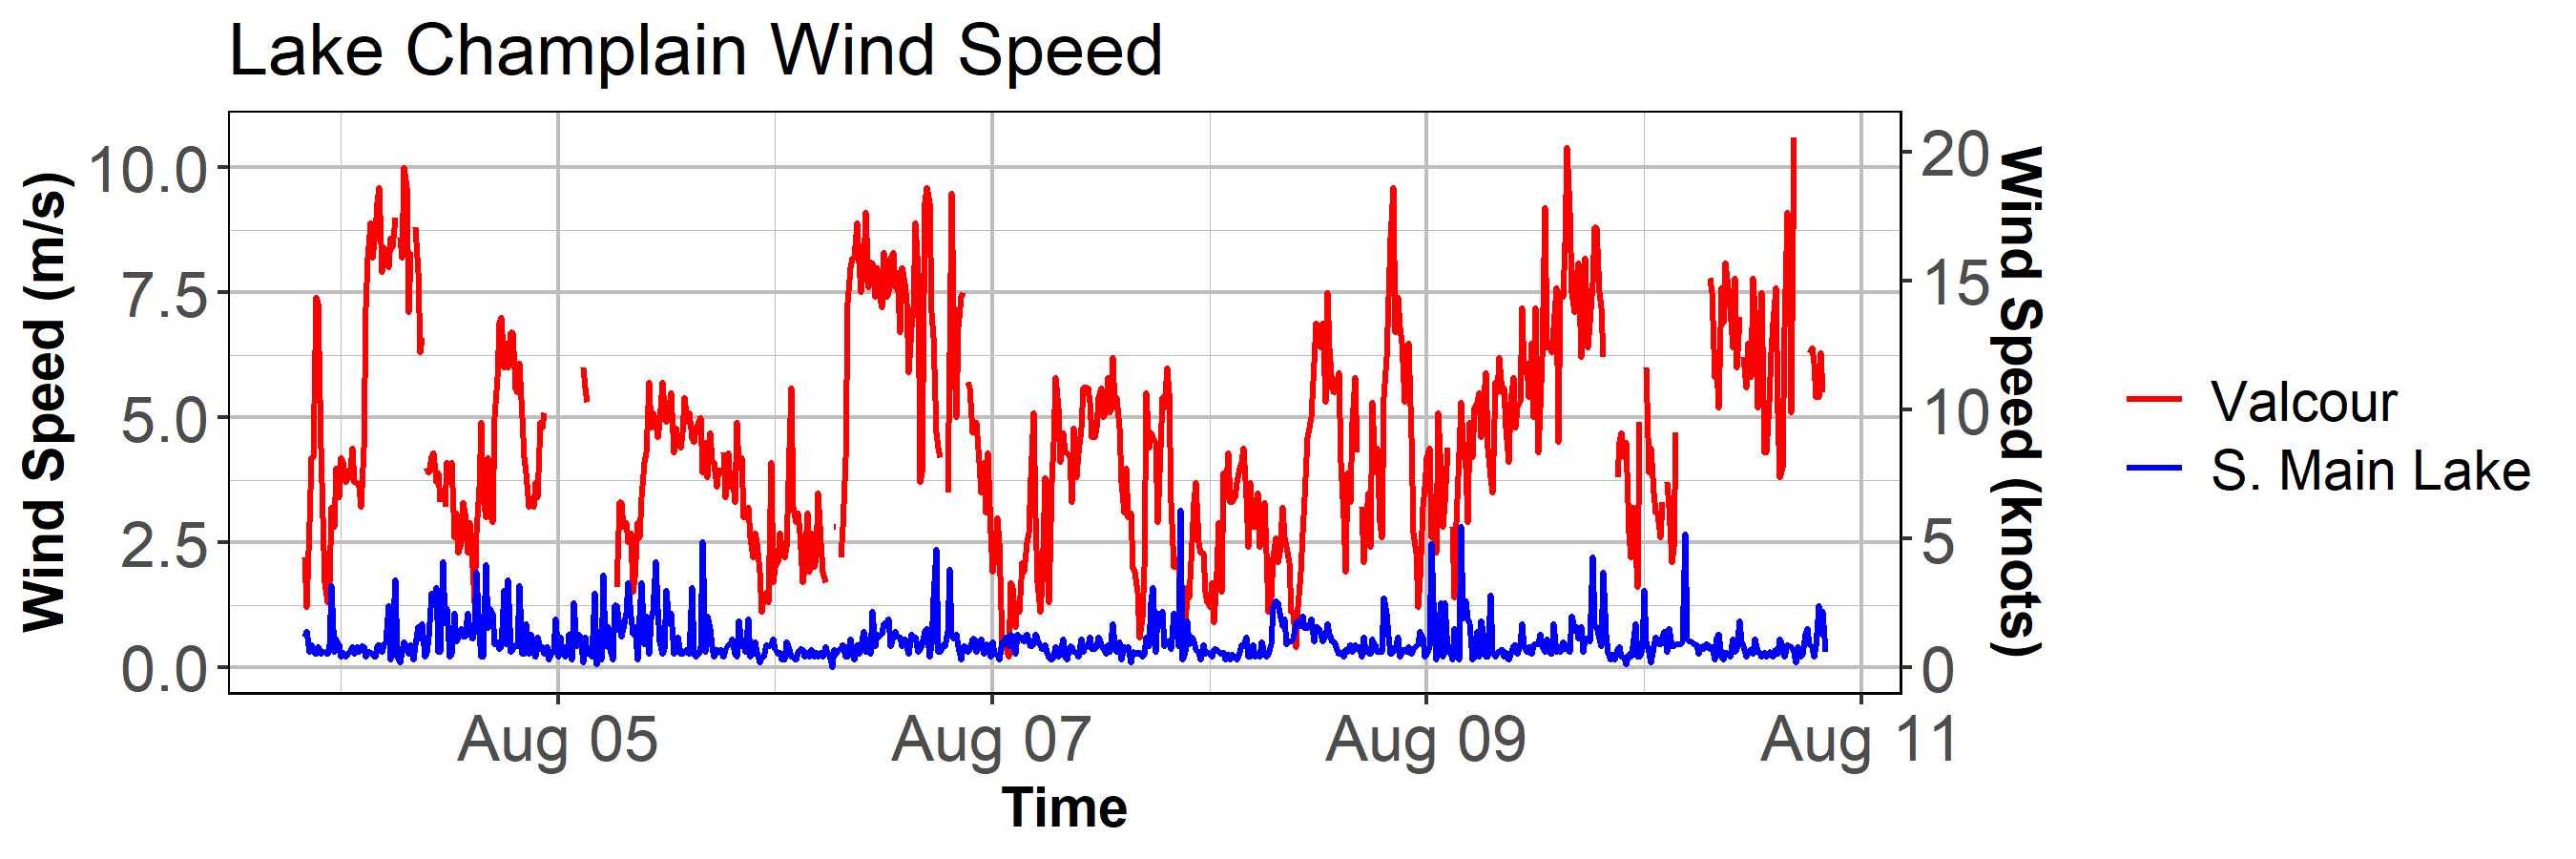 Lake Champlain Wind Speed
Wind Speed (m/s)
10.0
7.5
5.0
2.5
0.0
20
15
10
5
0
Wind Speed (knots)
Aug 05
Aug 07
Aug 09
Aug 11
Time
Valcour
S. Main Lake